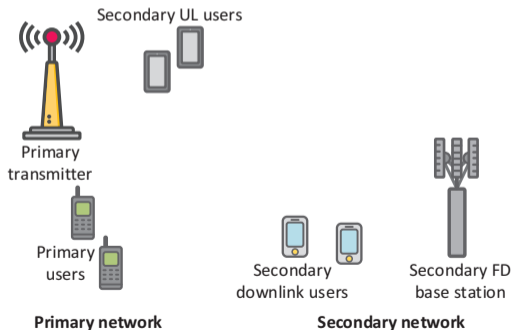 Secondary UL users
Primary
transmitter
Primary
users
Secondary
downlink users
Secondary FD
base station
Primary network
Secondary network